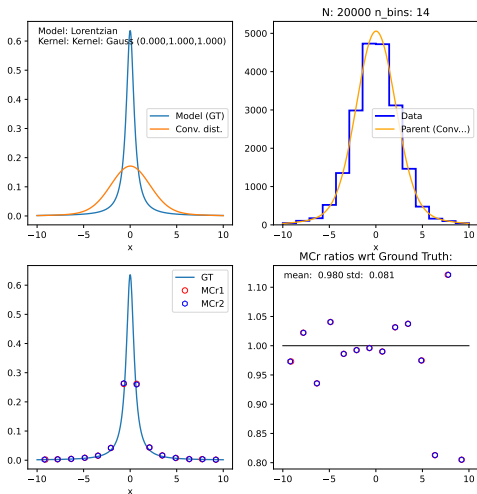 Model: Lorentzian
Kernel: Kernel: Gauss (0.000,1.000,1.000)
0.6
0.5
0.4
0.3
0.2
0.1
0.0
Model (GT)
Conv. dist.
−10 −5 0 5 10
x
N: 20000 n_bins: 14
5000
4000
3000
2000
1000
0
Data
Parent (Conv...)
−10 −5 0 5 10
x
0.6
0.5
0.4
0.3
0.2
0.1
0.0
GT
MCr1
MCr2
−10 −5 0 5 10
x
MCr ratios wrt Ground Truth:
mean: 0.980 std: 0.081
1.10
1.05
1.00
0.95
0.90
0.85
0.80
−10 −5 0 5 10